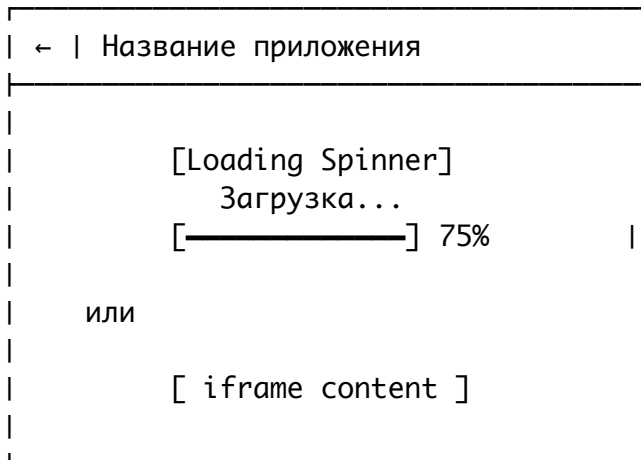 | ← | Название приложения
[Loading Spinner]
Загрузка...
[━━━━━━━━━━━━━━] 75% |
или
[ iframe content ]